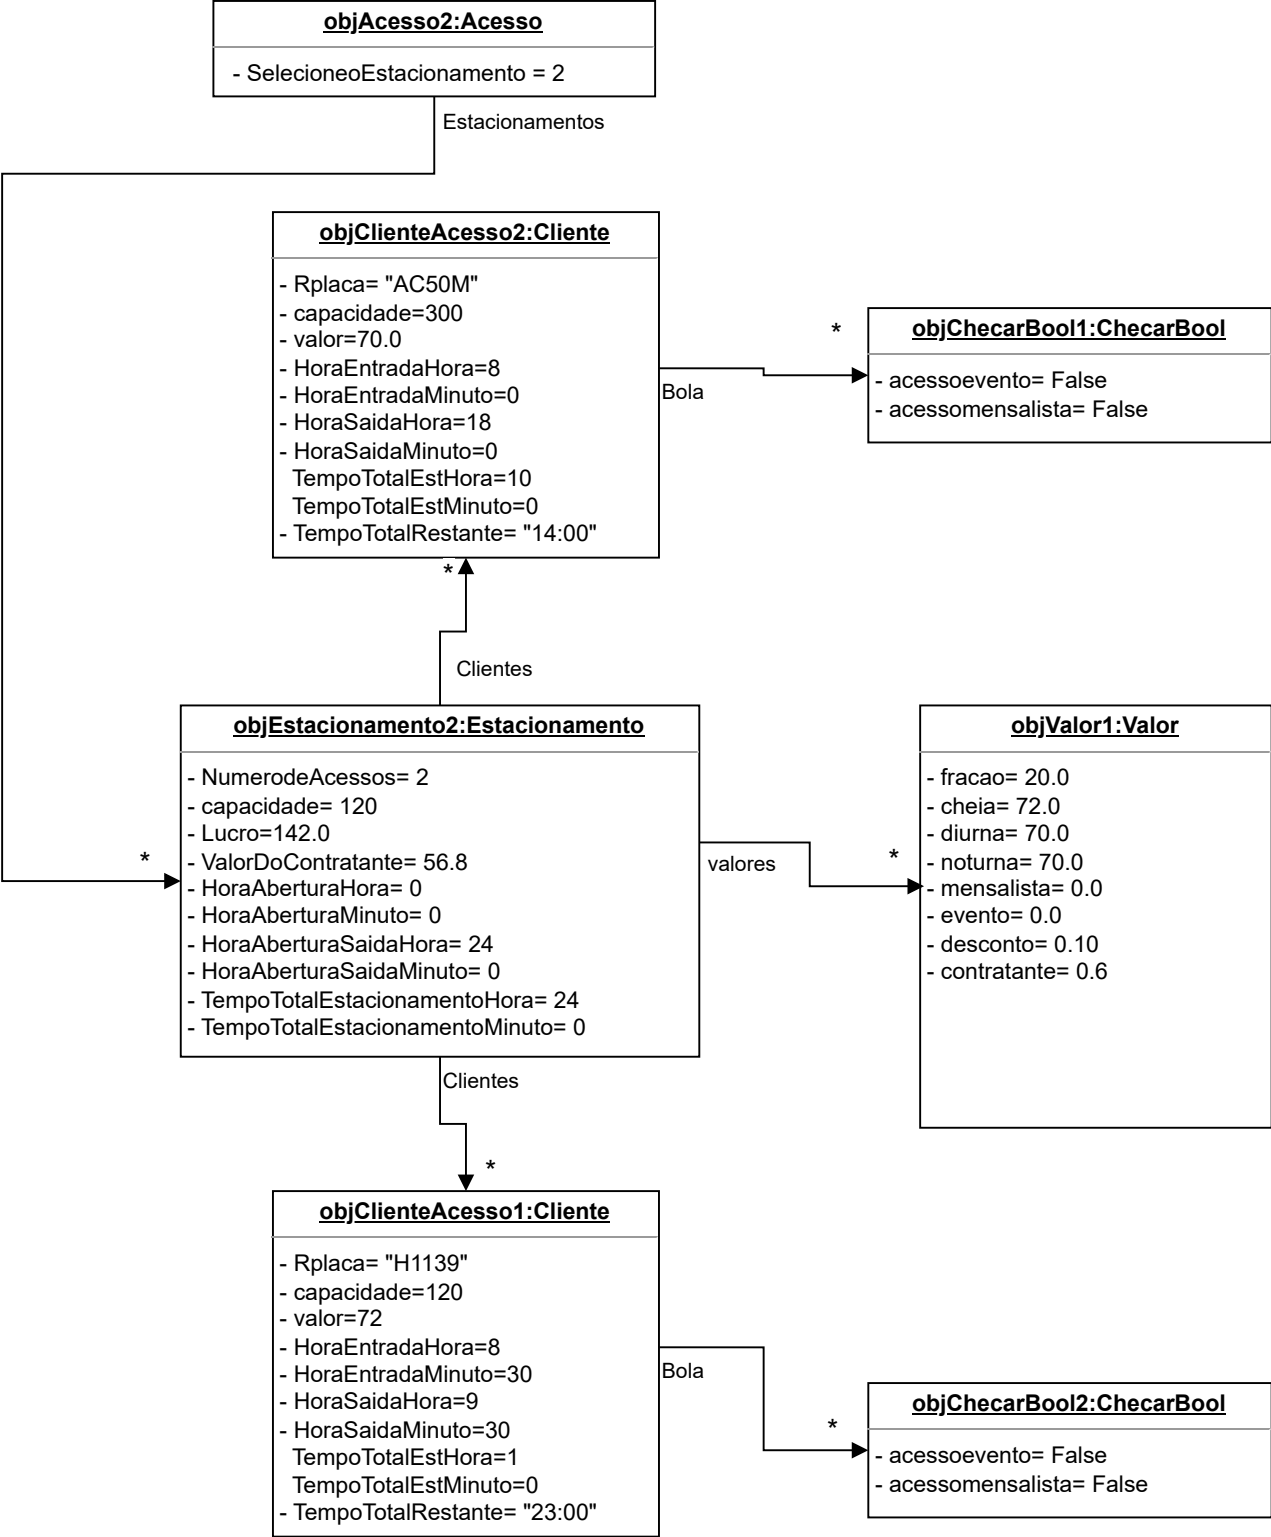 objAcesso2:Acesso
- SelecioneoEstacionamento = 2
Estacionamentos
objClienteAcesso2:Cliente
- Rplaca= "AC50M"
- capacidade=300
- valor=70.0
- HoraEntradaHora=8
- HoraEntradaMinuto=0
- HoraSaidaHora=18
- HoraSaidaMinuto=0
TempoTotalEstHora=10
TempoTotalEstMinuto=0
- TempoTotalRestante= "14:00"
Bola
*
objChecarBool1:ChecarBool
- acessoevento= False
- acessomensalista= False
*
Clientes
objEstacionamento2:Estacionamento
- NumerodeAcessos= 2
- capacidade= 120
- Lucro=142.0
- ValorDoContratante= 56.8
- HoraAberturaHora= 0
- HoraAberturaMinuto= 0
- HoraAberturaSaidaHora= 24
- HoraAberturaSaidaMinuto= 0
- TempoTotalEstacionamentoHora= 24
- TempoTotalEstacionamentoMinuto= 0
*
valores
*
objValor1:Valor
- fracao= 20.0
- cheia= 72.0
- diurna= 70.0
- noturna= 70.0
- mensalista= 0.0
- evento= 0.0
- desconto= 0.10
- contratante= 0.6
Clientes
*
objClienteAcesso1:Cliente
- Rplaca= "H1139"
- capacidade=120
- valor=72
- HoraEntradaHora=8
- HoraEntradaMinuto=30
- HoraSaidaHora=9
- HoraSaidaMinuto=30
TempoTotalEstHora=1
TempoTotalEstMinuto=0
- TempoTotalRestante= "23:00"
Bola
*
objChecarBool2:ChecarBool
- acessoevento= False
- acessomensalista= False